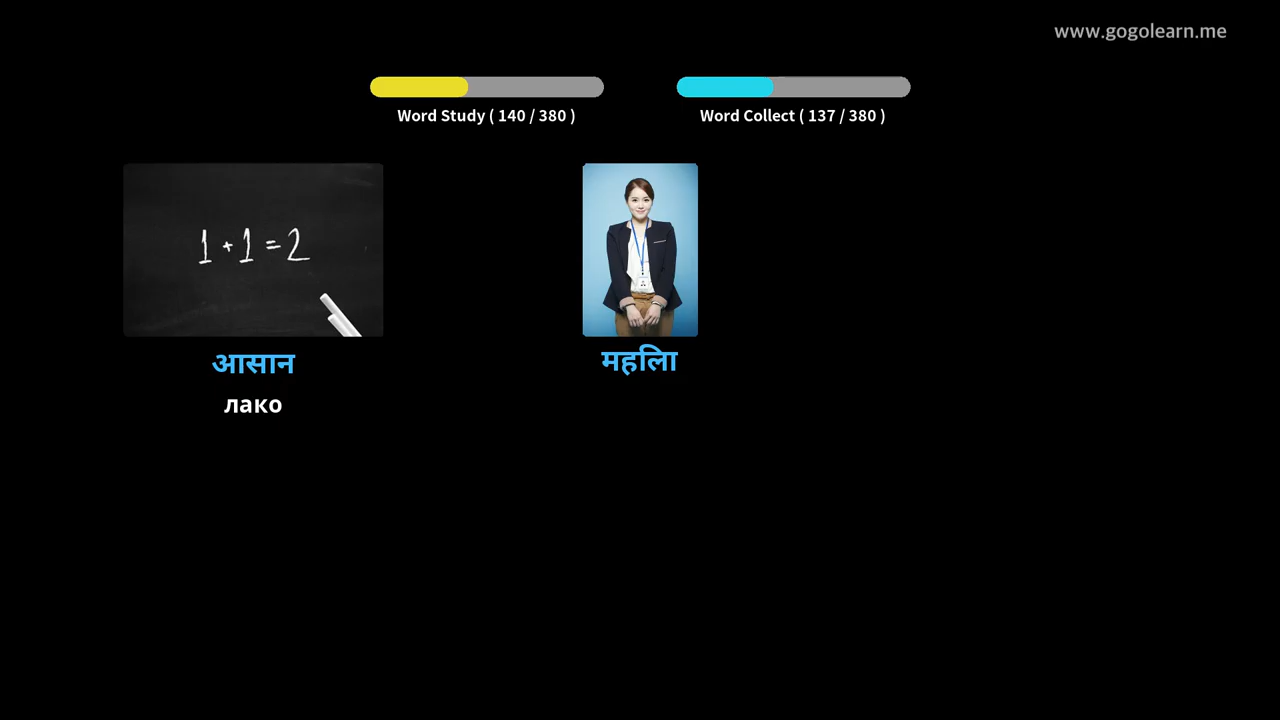 www.gogolearn.me
Word Study ( 140 / 380 )
Word Collect ( 137 / 380 )
1 + 1 = 2
आसान
महिला
лако